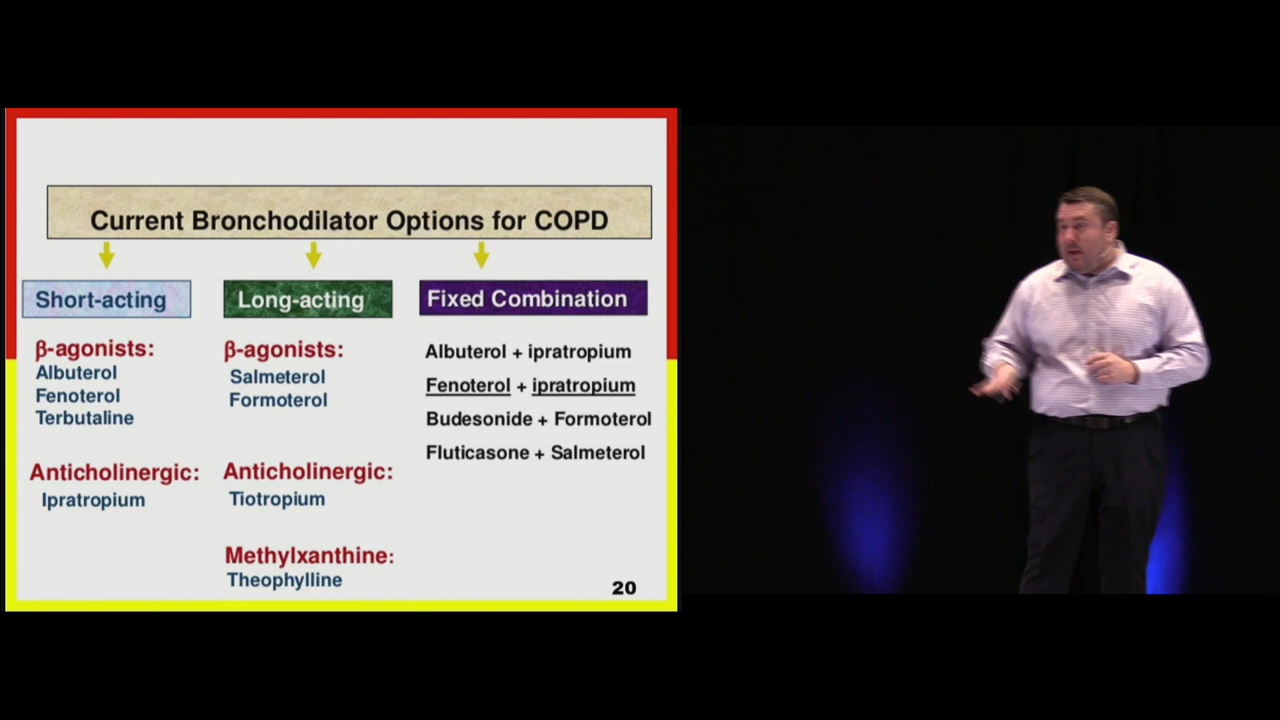 Current Bronchodilator Options for COPD
Short-acting
β-agonists:
Albuterol
Fenoterol
Terbutaline
Anticholinergic:
Ipratropium
Long-acting
β-agonists:
Salmeterol
Formoterol
Anticholinergic:
Tiotropium
Methylxanthine:
Theophylline
Fixed Combination
Albuterol + ipratropium
Fenoterol + ipratropium
Budesonide + Formoterol
Fluticasone + Salmeterol
20